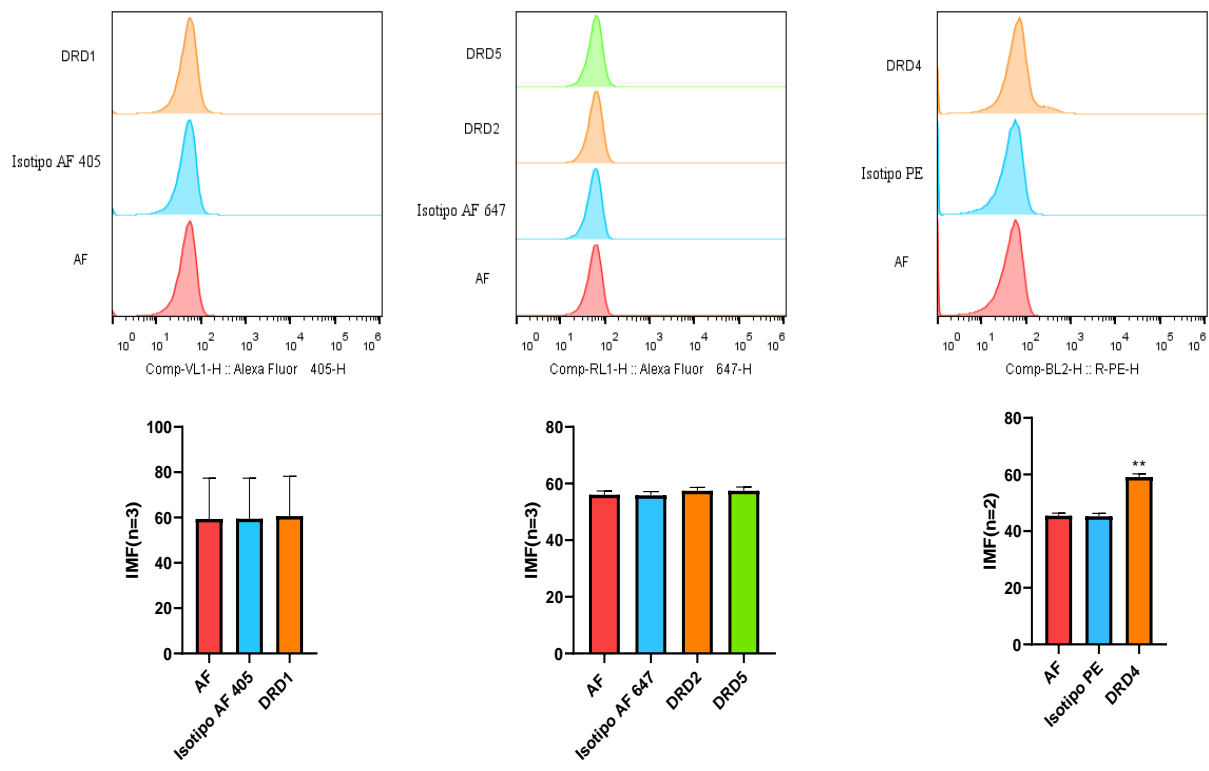 DRD1
Isotipo AF 405
AF
10^0 10^1 10^2 10^3 10^4 10^5 10^6
Comp-VL1-H :: Alexa Fluor 405-H
DRD5
DRD2
Isotipo AF 647
AF
10^0 10^1 10^2 10^3 10^4 10^5 10^6
Comp-RL1-H :: Alexa Fluor 647-H
DRD4
Isotipo PE
AF
10^0 10^1 10^2 10^3 10^4 10^5 10^6
Comp-BL2-H :: R-PE-H
IMF(n=3)
100
80
60
40
20
0
AF
Isotipo AF 405
DRD1
IMF(n=3)
80
60
40
20
0
AF
Isotipo AF 647
DRD2
DRD5
IMF(n=2)
80
60
40
20
0
**
AF
Isotipo PE
DRD4